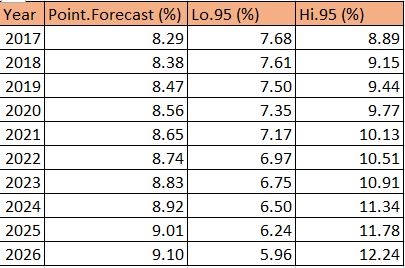 Year Point.Forecast (%) Lo.95 (%) Hi.95 (%)
2017 8.29 7.68 8.89
2018 8.38 7.61 9.15
2019 8.47 7.50 9.44
2020 8.56 7.35 9.77
2021 8.65 7.17 10.13
2022 8.74 6.97 10.51
2023 8.83 6.75 10.91
2024 8.92 6.50 11.34
2025 9.01 6.24 11.78
2026 9.10 5.96 12.24